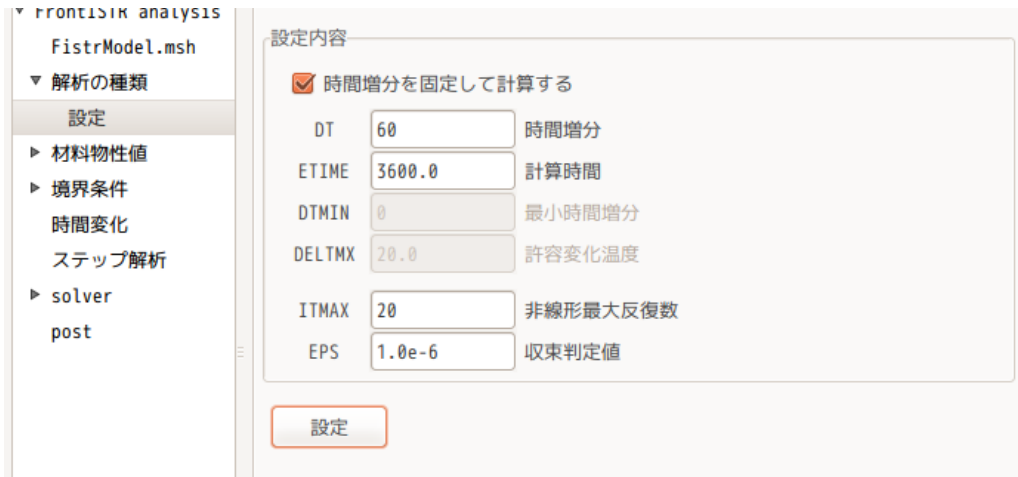 FrontISTR analysis
FistrModel.msh
解析の種類
設定
材料物性値
境界条件
時間変化
ステップ解析
solver
post
設定内容
時間増分を固定して計算する
DT 60 時間増分
ETIME 3600.0 計算時間
DTMIN 0 最小時間増分
DELTMX 20.0 許容変化温度
ITMAX 20 非線形最大反復数
EPS 1.0e-6 収束判定値
設定